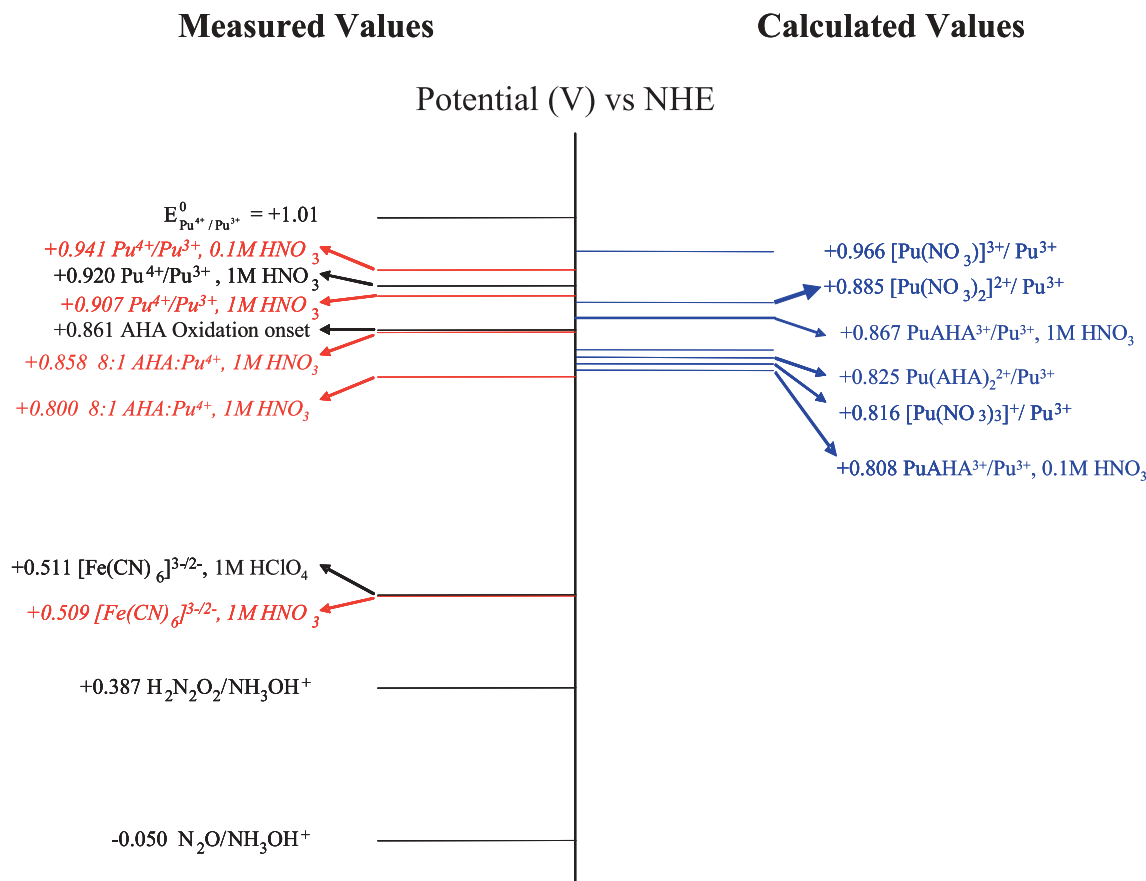 Measured Values
Calculated Values
Potential (V) vs NHE
E⁰ Pu⁴⁺/Pu³⁺ = +1.01
+0.941 Pu⁴⁺/Pu³⁺, 0.1M HNO₃
+0.920 Pu⁴⁺/Pu³⁺, 1M HNO₃
+0.907 Pu⁴⁺/Pu³⁺, 1M HNO₃
+0.861 AHA Oxidation onset
+0.858 8:1 AHA:Pu⁴⁺, 1M HNO₃
+0.800 8:1 AHA:Pu⁴⁺, 1M HNO₃
+0.511 [Fe(CN)₆]³⁻/²⁻, 1M HClO₄
+0.509 [Fe(CN)₆]³⁻/²⁻, 1M HNO₃
+0.387 H₂N₂O₂/NH₃OH⁺
-0.050 N₂O/NH₃OH⁺
+0.966 [Pu(NO₃)]³⁺/ Pu³⁺
+0.885 [Pu(NO₃)₂]²⁺/ Pu³⁺
+0.867 PuAHA³⁺/Pu³⁺, 1M HNO₃
+0.825 Pu(AHA)₂²⁺/Pu³⁺
+0.816 [Pu(NO₃)₃]⁺/ Pu³⁺
+0.808 PuAHA³⁺/Pu³⁺, 0.1M HNO₃